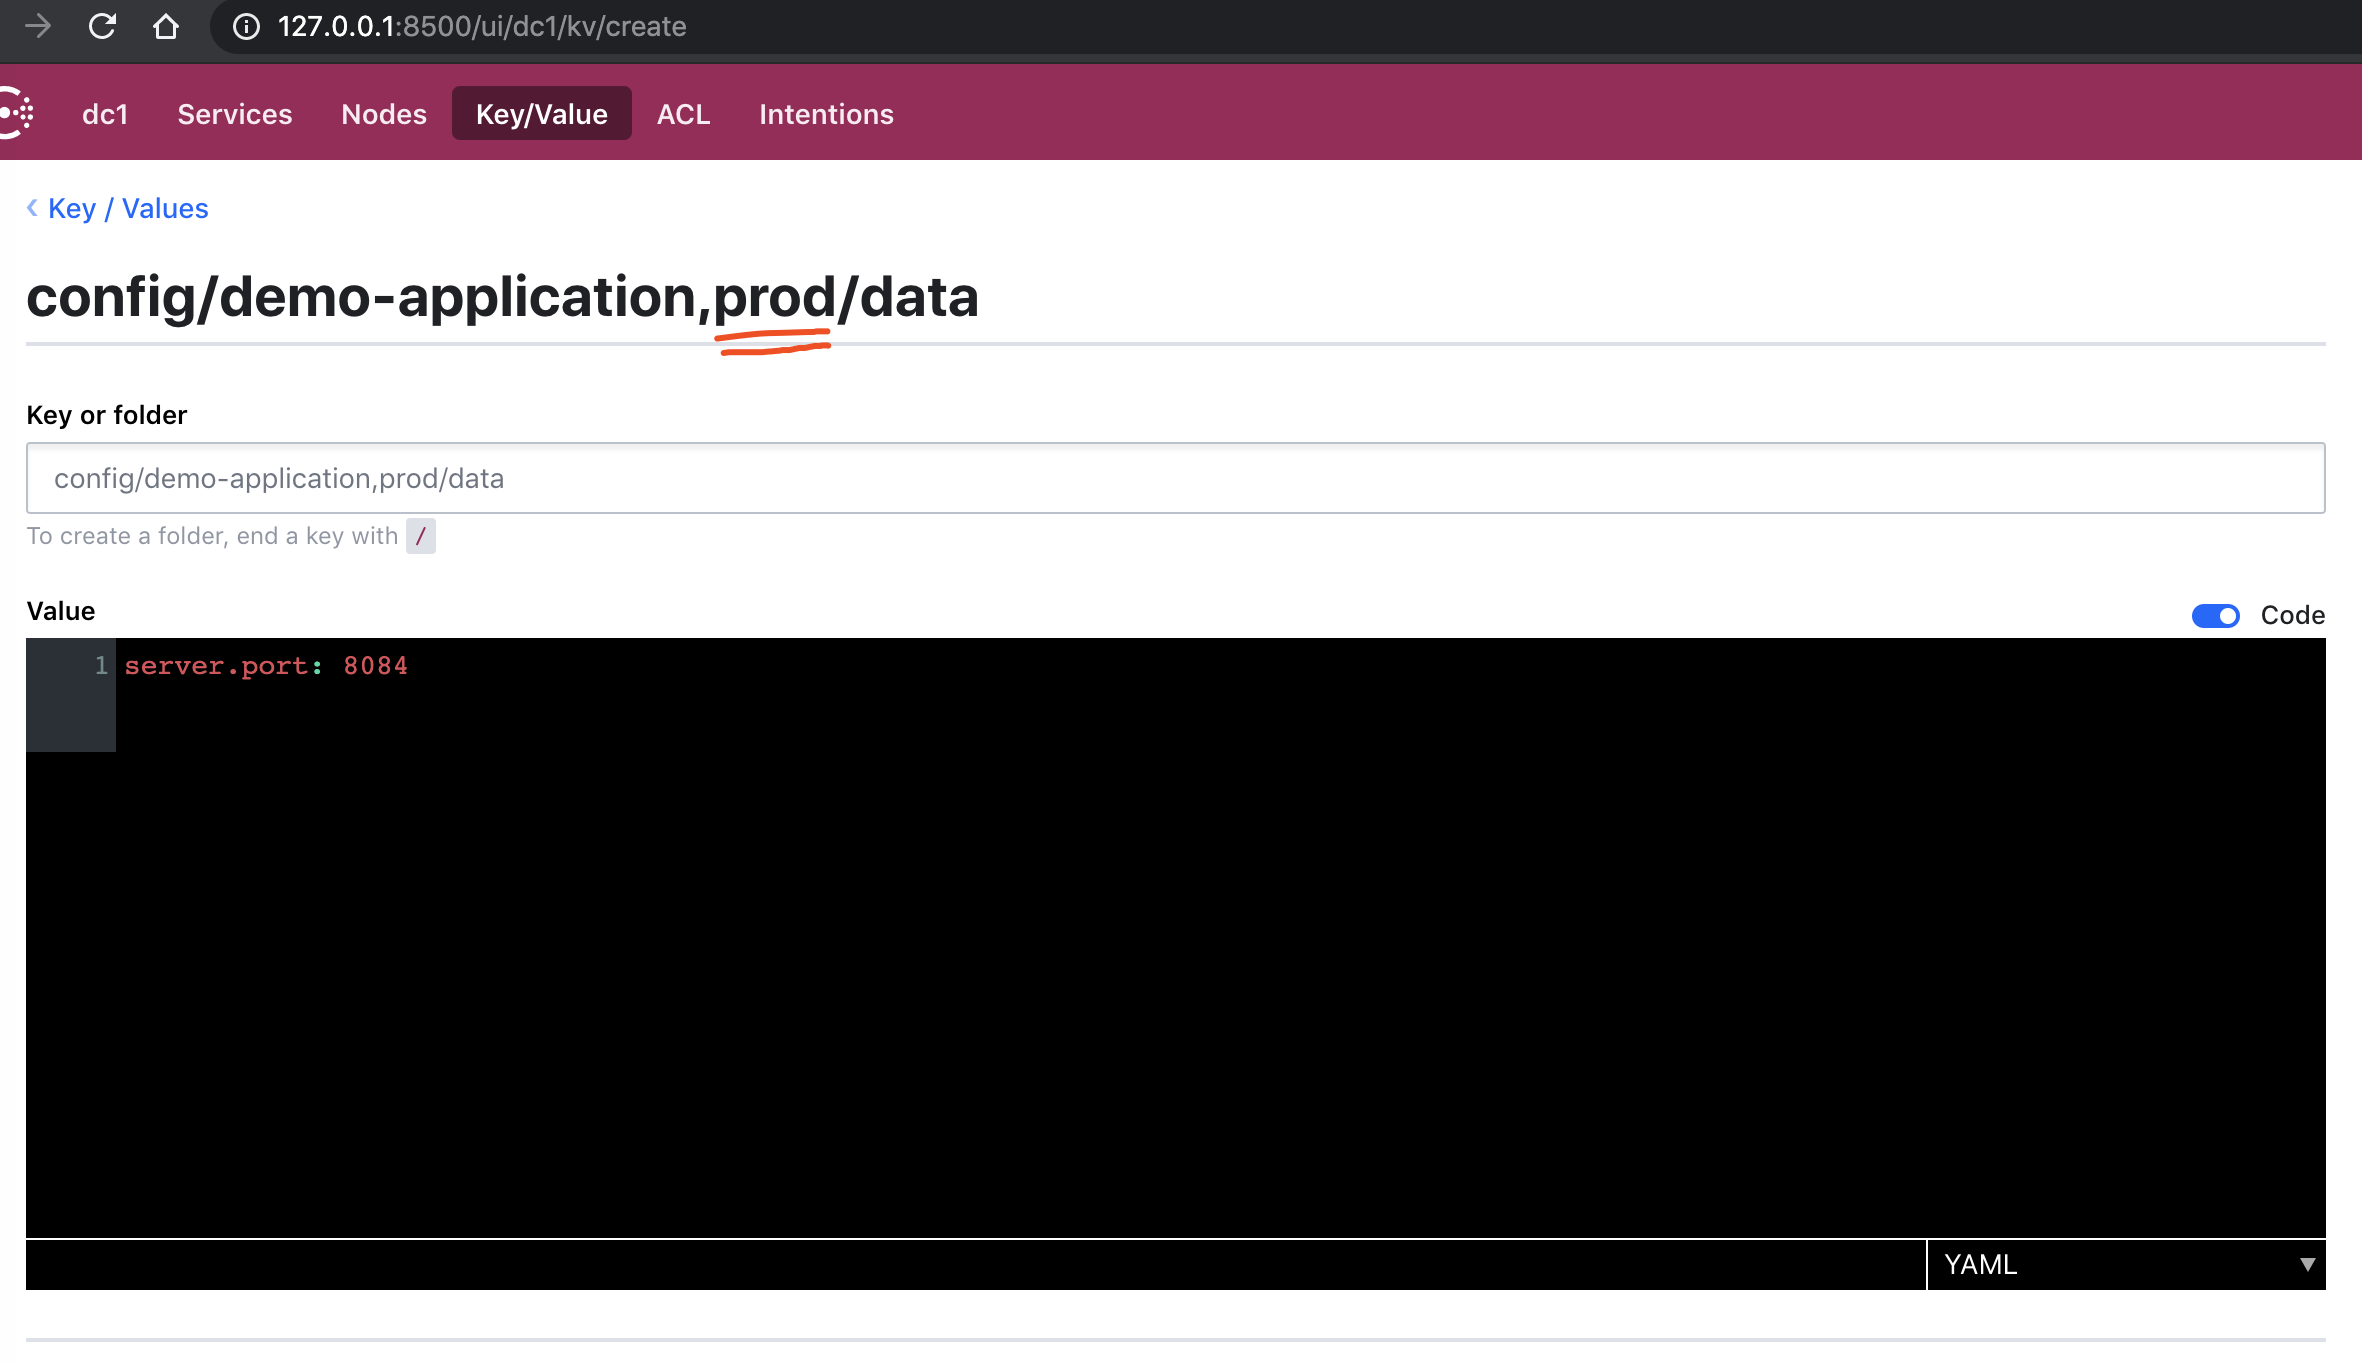 127.0.0.1:8500/ui/dc1/kv/create
dc1 Services Nodes Key/Value ACL Intentions
Key / Values
config/demo-application,prod/data
Key or folder
config/demo-application,prod/data
To create a folder, end a key with /
Value
Code
1 server.port: 8084
YAML